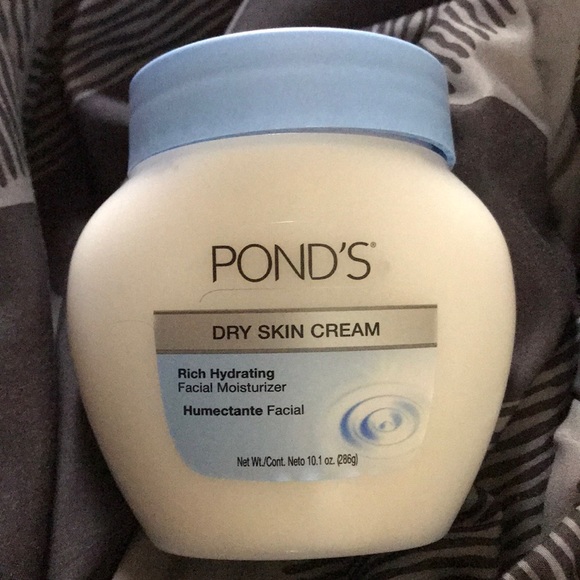 POND'S®
DRY SKIN CREAM
Rich Hydrating
Facial Moisturizer
Humectante Facial
Net Wt./Cont. Neto 10.1 oz. (286g)